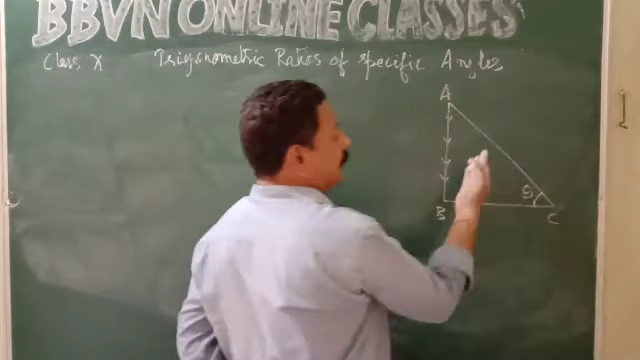 BBVN ONLINE CLASSES
Class X Trigonometric Ratios of specific Angles
A
B
θ
C